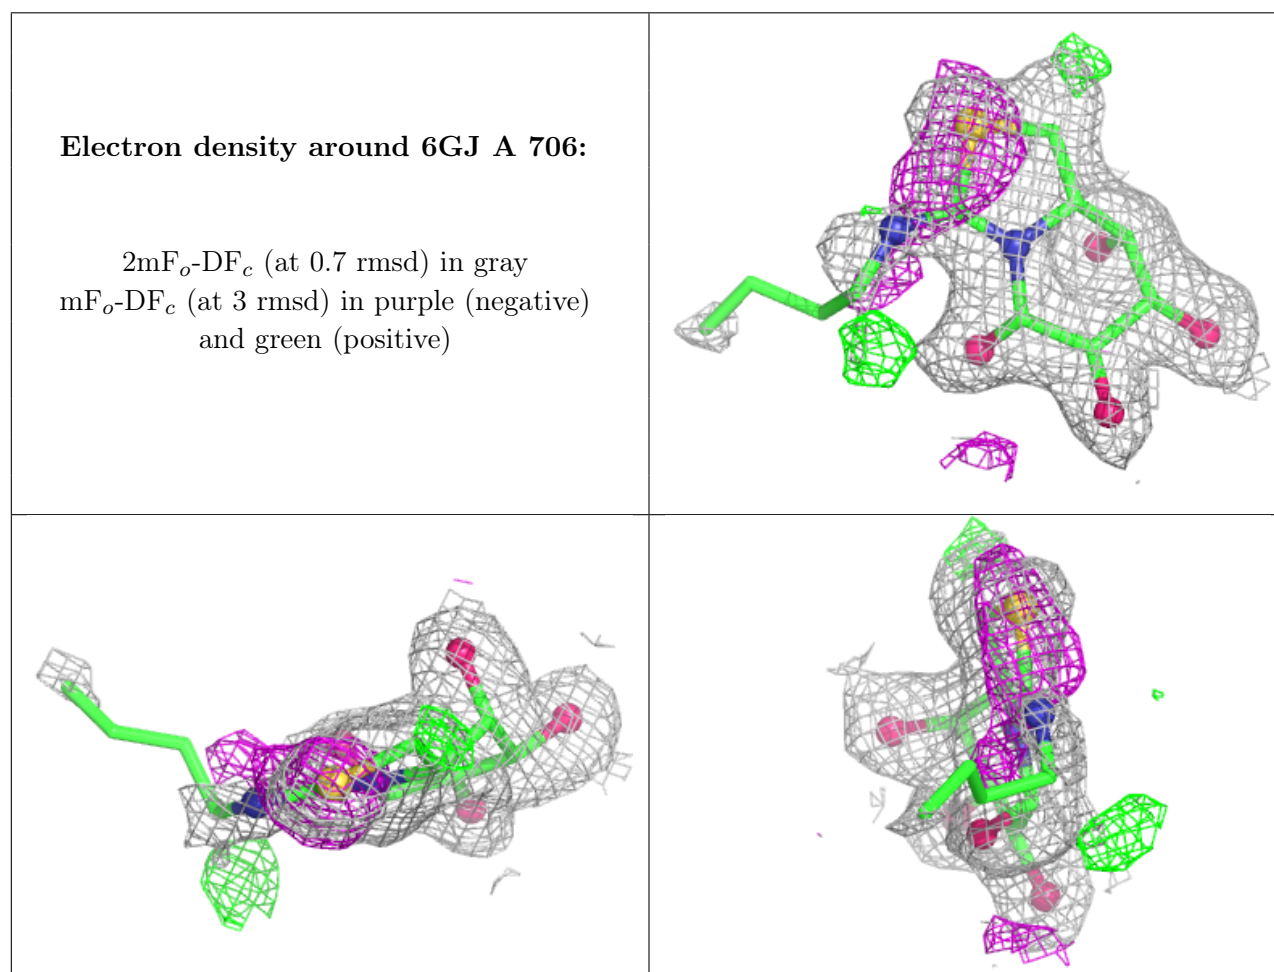 Electron density around 6GJ A 706:
2mFo-DFc (at 0.7 rmsd) in gray
mFo-DFc (at 3 rmsd) in purple (negative)
and green (positive)